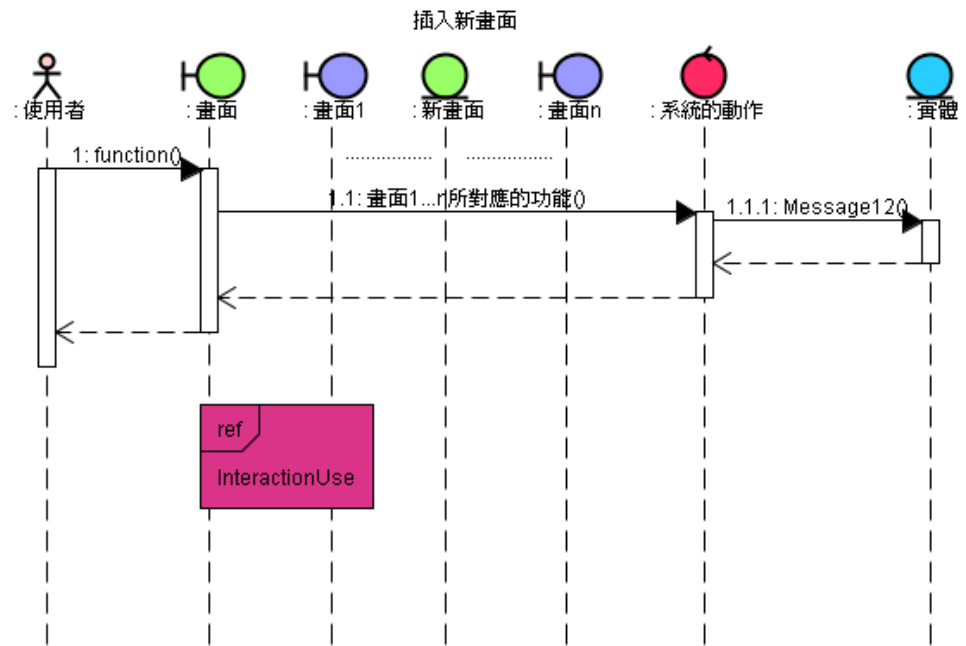 插入新畫面
: 使用者
: 畫面
: 畫面1
: 新畫面
: 畫面n
: 系統的動作
: 實體
1: function()
1.1: 畫面1...n所對應的功能()
1.1.1: Message12()
ref
InteractionUse